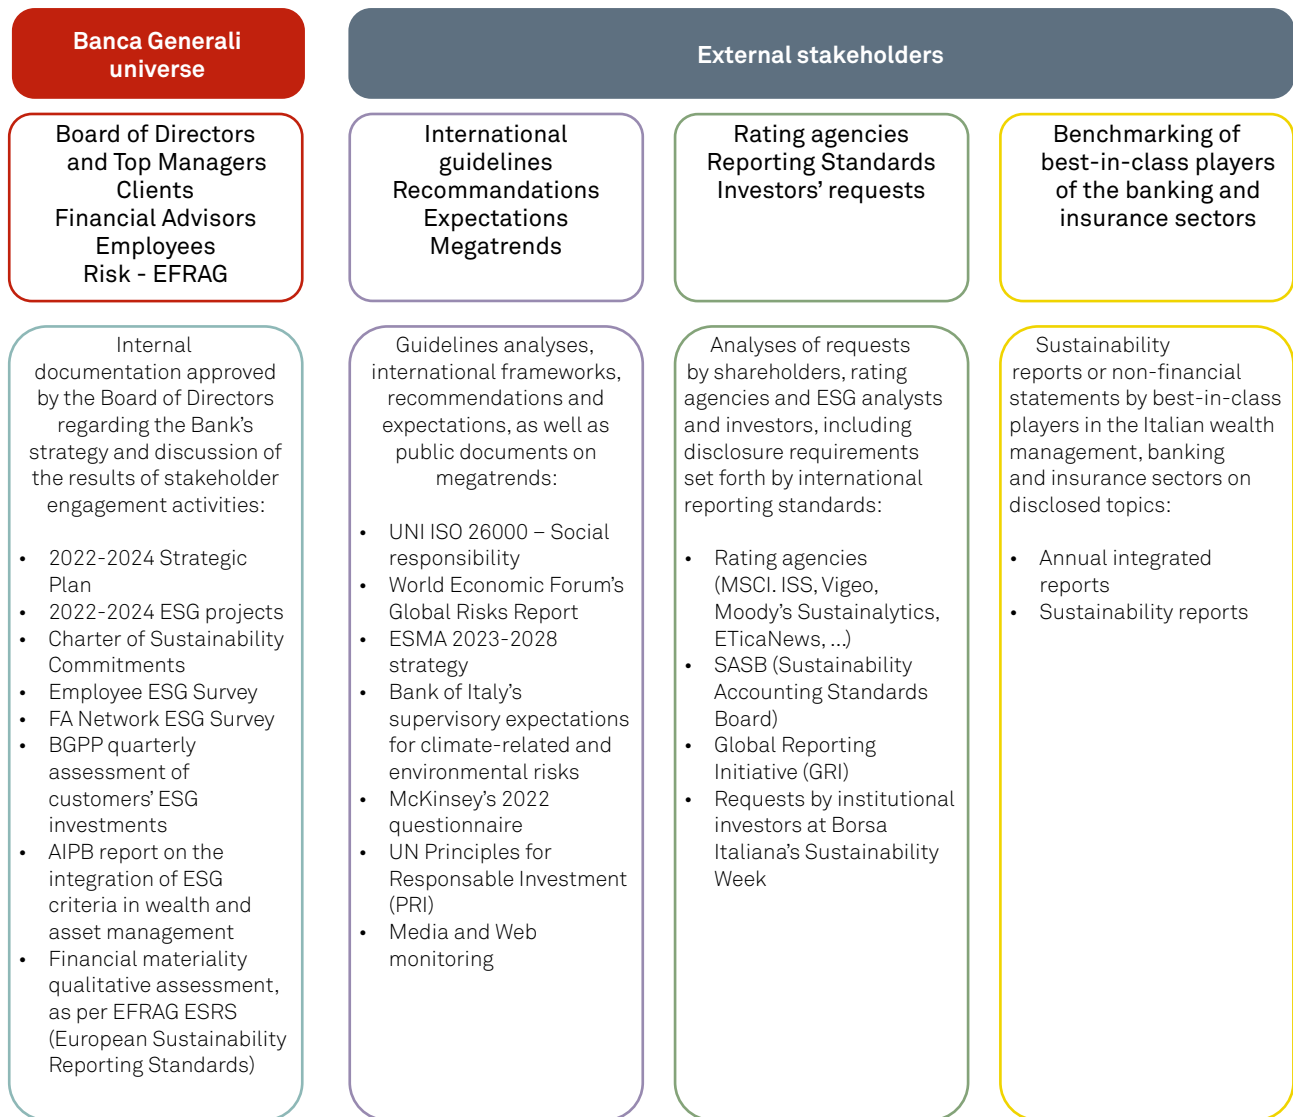 Banca Generali
universe
External stakeholders
Board of Directors
and Top Managers
Clients
Financial Advisors
Employees
Risk - EFRAG
International
guidelines
Recommandations
Expectations
Megatrends
Rating agencies
Reporting Standards
Investors' requests
Benchmarking of
best-in-class players
of the banking and
insurance sectors
Internal
documentation approved
by the Board of Directors
regarding the Bank's
strategy and discussion of
the results of stakeholder
engagement activities:
• 2022-2024 Strategic
Plan
• 2022-2024 ESG projects
• Charter of Sustainability
Commitments
• Employee ESG Survey
• FA Network ESG Survey
• BGPP quarterly
assessment of
customers' ESG
investments
• AIPB report on the
integration of ESG
criteria in wealth and
asset management
• Financial materiality
qualitative assessment,
as per EFRAG ESRS
(European Sustainability
Reporting Standards)
Guidelines analyses,
international frameworks,
recommendations and
expectations, as well as
public documents on
megatrends:
• UNI ISO 26000 – Social
responsibility
• World Economic Forum's
Global Risks Report
• ESMA 2023-2028
strategy
• Bank of Italy's
supervisory expectations
for climate-related and
environmental risks
• McKinsey's 2022
questionnaire
• UN Principles for
Responsable Investment
(PRI)
• Media and Web
monitoring
Analyses of requests
by shareholders, rating
agencies and ESG analysts
and investors, including
disclosure requirements
set forth by international
reporting standards:
• Rating agencies
(MSCI. ISS, Vigeo,
Moody's Sustainalytics,
ETicaNews, ...)
• SASB (Sustainability
Accounting Standards
Board)
• Global Reporting
Initiative (GRI)
• Requests by institutional
investors at Borsa
Italiana's Sustainability
Week
Sustainability
reports or non-financial
statements by best-in-class
players in the Italian wealth
management, banking
and insurance sectors on
disclosed topics:
• Annual integrated
reports
• Sustainability reports